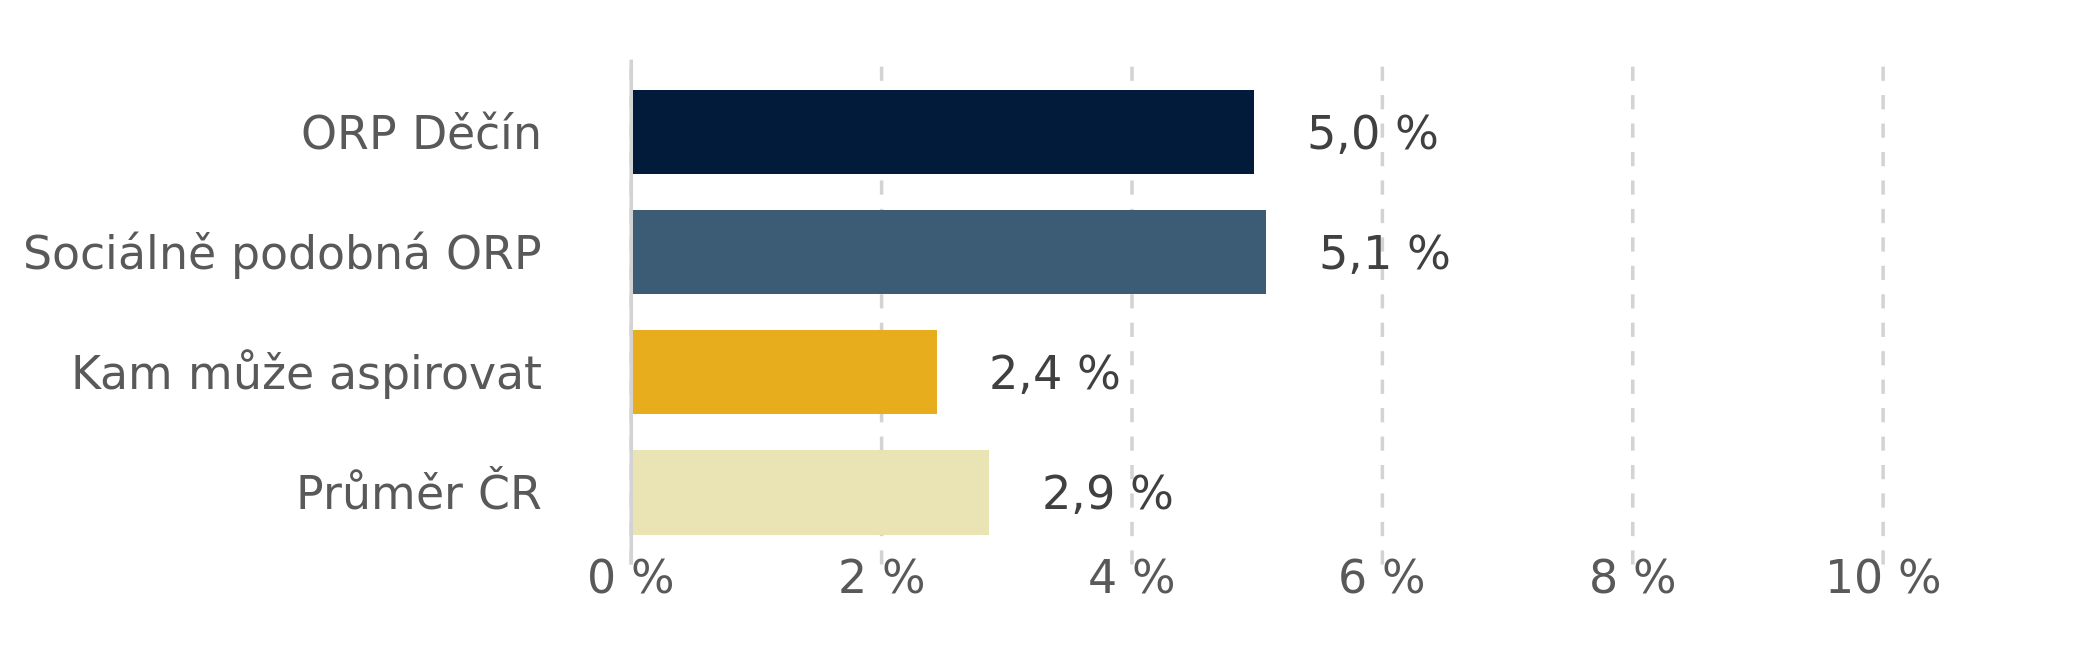 ORP Děčín 5,0 %
Sociálně podobná ORP 5,1 %
Kam může aspirovat 2,4 %
Průměr ČR 2,9 %
0 % 2 % 4 % 6 % 8 % 10 %